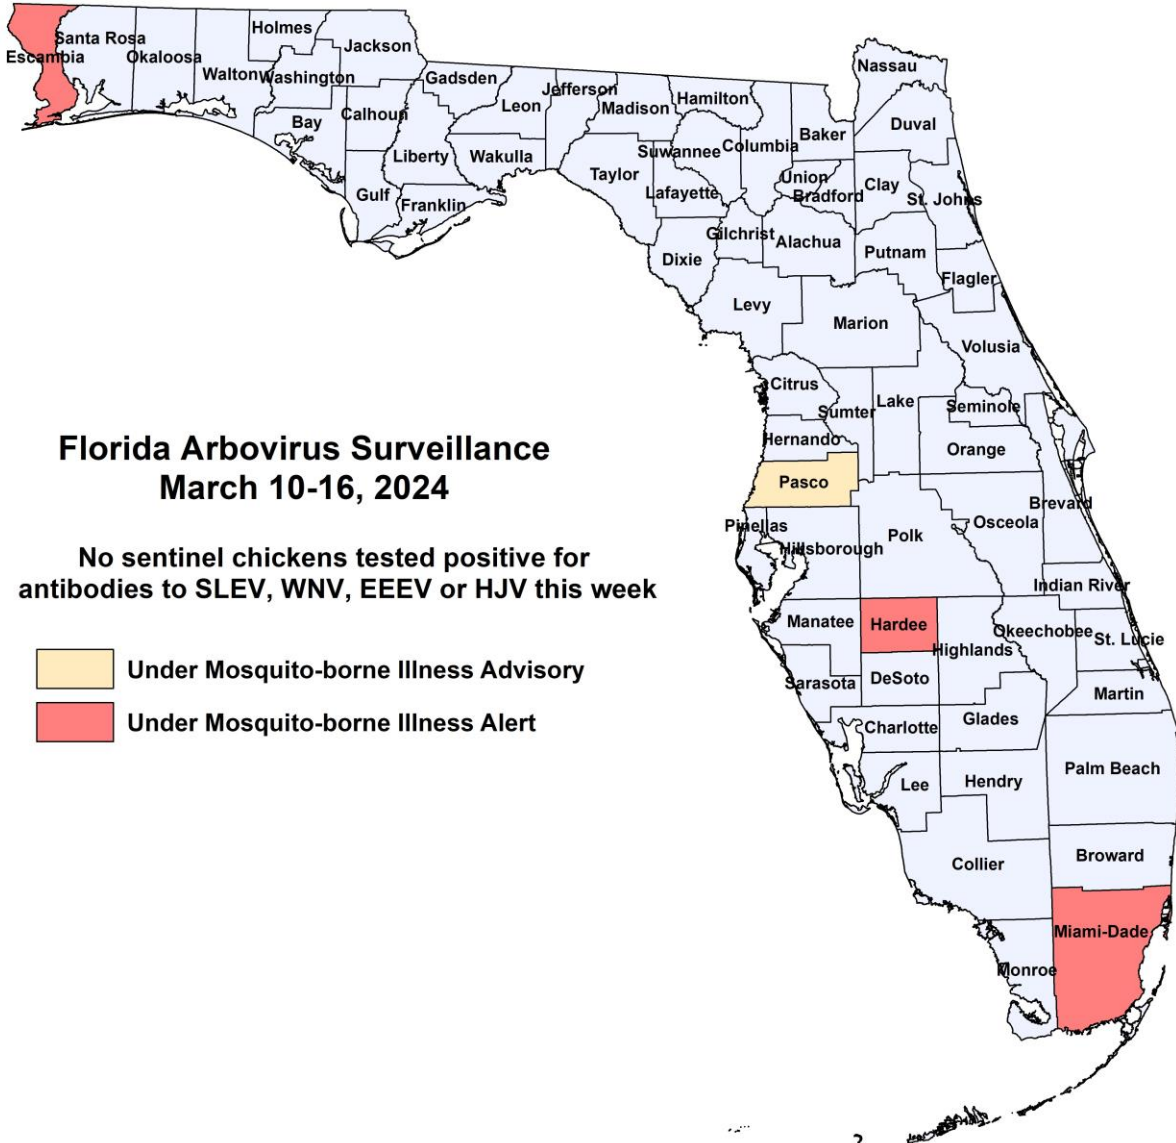 Nassau
Holmes
Santa Rosa
Jackson
Escambia
Okaloosa
Walton
Washington
Gadsden
Jefferson
Hamilton
Leon
Madison
Calhoun
Bay
Baker
Duval
Suwannee
Columbia
Liberty
Wakulla
Taylor
Union
Clay
Lafayette
Bradford
St. Johns
Gulf
Franklin
Gilchrist
Alachua
Putnam
Dixie
Flagler
Levy
Marion
Volusia
Citrus
Lake
Sumter
Seminole
Hernando
Orange
Florida Arbovirus Surveillance
March 10-16, 2024
Pasco
Brevard
Osceola
Pinellas
Polk
Hillsborough
No sentinel chickens tested positive for
antibodies to SLEV, WNV, EEEV or HJV this week
Indian River
Manatee
Hardee
Okeechobee
St. Lucie
Highlands
Under Mosquito-borne Illness Advisory
Sarasota
DeSoto
Martin
Under Mosquito-borne Illness Alert
Charlotte
Glades
Palm Beach
Lee
Hendry
Broward
Collier
Miami-Dade
Monroe
2